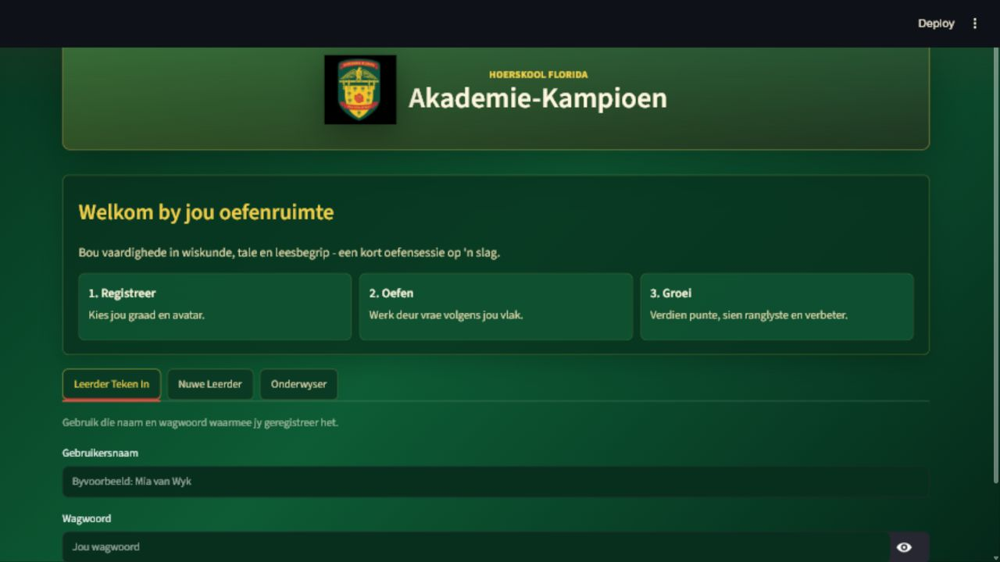 Deploy
HOERSKOOL FLORIDA
Akademie-Kampioen
Welkom by jou oefenruimte
Bou vaardighede in wiskunde, tale en leesbegrip - een kort oefensessie op 'n slag.
1. Registreer
Kies jou graad en avatar.
2. Oefen
Werk deur vrae volgens jou vlak.
3. Groei
Verdien punte, sien ranglyste en verbeter.
Leerder Teken In
Nuwe Leerder
Onderwyser
Gebruik die naam en wagwoord waarmee jy geregistreer het.
Gebruikersnaam
Byvoorbeeld: Mia van Wyk
Wagwoord
Jou wagwoord